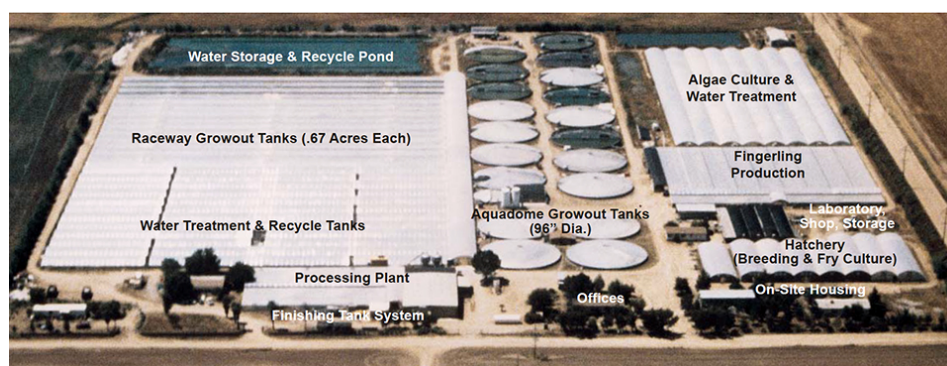 Water Storage & Recycle Pond
Algae Culture &
Water Treatment
Raceway Growout Tanks (.67 Acres Each)
Fingerling
Production
Water Treatment & Recycle Tanks
Aquadome Growout Tanks
(96” Dia.)
Laboratory,
Shop, Storage
Hatchery
(Breeding & Fry Culture)
Processing Plant
On-Site Housing
Offices
Finishing Tank System